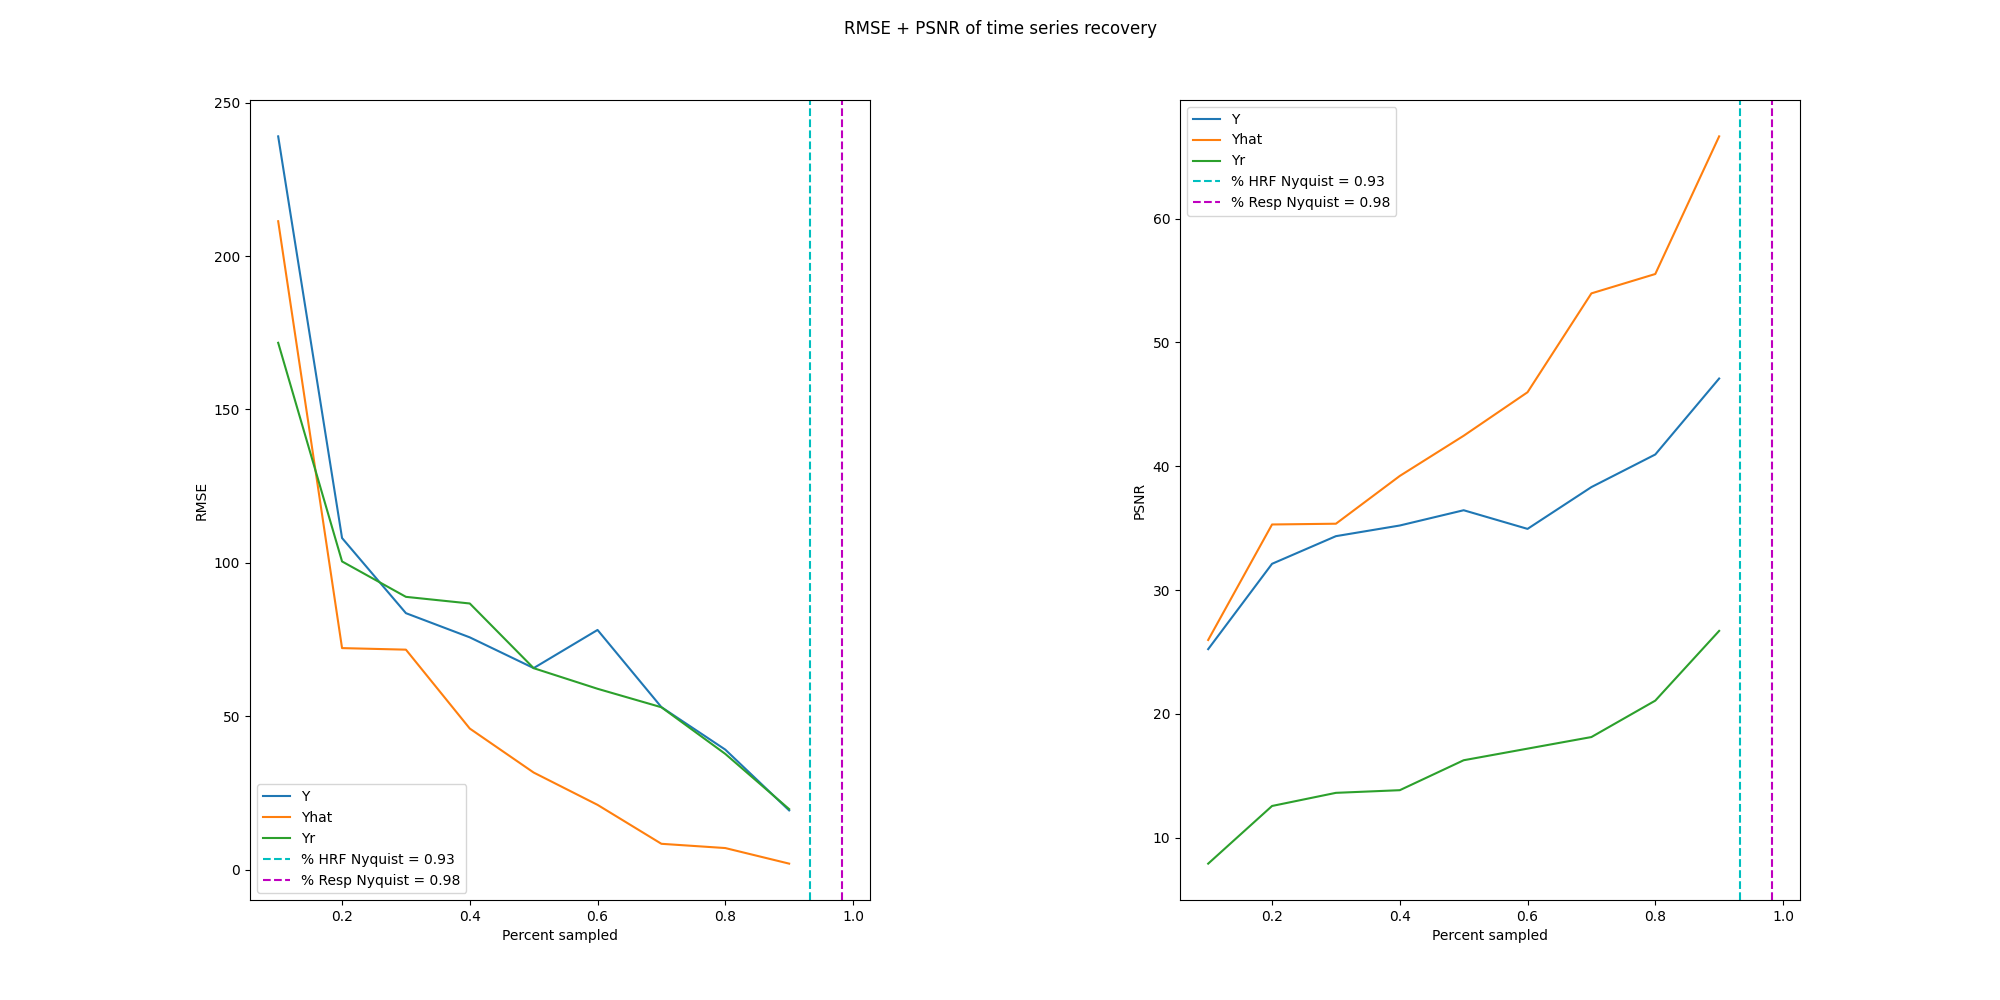 RMSE + PSNR of time series recovery
250
200
150
100
50
0
RMSE
Y
Yhat
Yr
% HRF Nyquist = 0.93
% Resp Nyquist = 0.98
0.2 0.4 0.6 0.8 1.0
Percent sampled
60
50
40
30
20
10
PSNR
Y
Yhat
Yr
% HRF Nyquist = 0.93
% Resp Nyquist = 0.98
0.2 0.4 0.6 0.8 1.0
Percent sampled